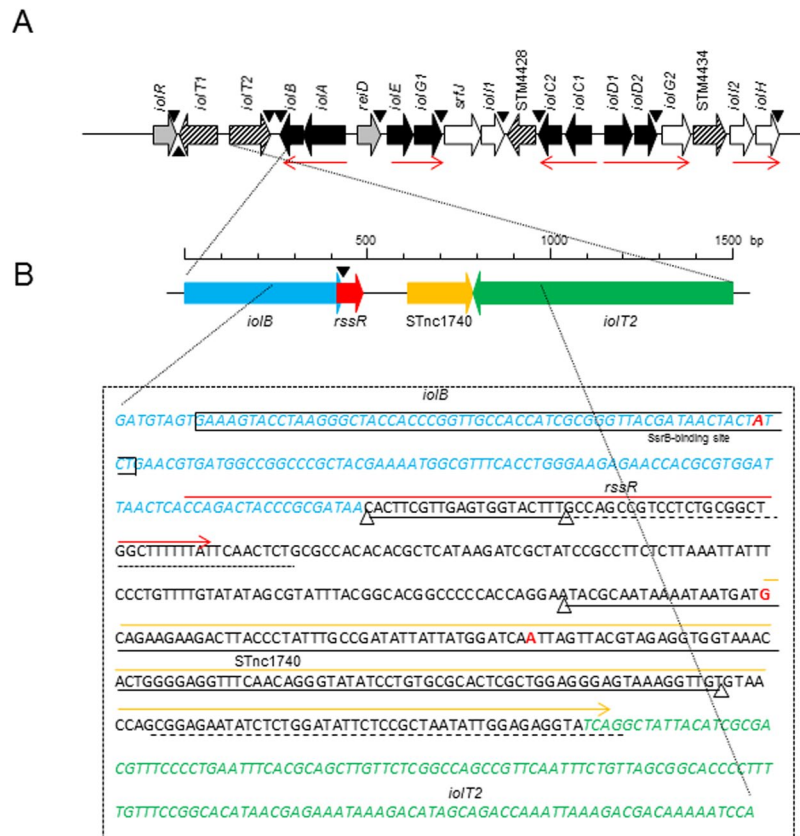 A
iolR iolT1 iolT2 iolB iolA reiD iolE iolG1 srfJ iolI1 STM4428 iolC2 iolC1 iolD1 iolD2 iolG2 STM4434 iolI2 iolH
500 1000 1500 bp
B
iolB rssR STnc1740 iolT2
iolB
GATGTAGTGAAAGTACCTAAGGGCTACCACCCGGTTGCCACCATCGCGGGTTACGATAACTACTAT
SsrB-binding site
CTGAACGTGATGGCCGGCCCGCTACGAAAATGGCGTTTCACCTGGGAAGAGAACCACGCGTGGAT
rssR
TAACTCACCAGACTACCCGCGATAACACTTCGTTGAGTGGTACTTTGCCAGCCGTCCTCTGCGGCT
GGCTTTTTTATTCAACTCTGCGCCACACACGCTCATAAGATCGCTATCCGCCTTCTCTTAAATTATTT
CCCTGTTTTGTATATAGCGTATTTACGGCACGGCCCCCACCAGGAATACGCAATAAAATAATGATG
CAGAAGAAGACTTACCCTATTTGCCGATATTATTATGGATCAATTAGTTACGTAGAGGTGGTAAAC
STnc1740
ACTGGGGAGGTTTCAACAGGGTATATCCTGTGCGCACTCGCTGGAGGGAGTAAAGGTTGTGTAA
CCAGCGGAGAATATCTCTGGATATTCTCCGCTAATATTGGAGAGGTATCAGGCTATTACATCGCGA
CGTTTCCCCTGAATTTCACGCAGCTTGTTCTCGGCCAGCCGTTCAATTTCTGTTAGCGGCACCCCTTT
iolT2
TGTTTCCGGCACATAACGAGAAATAAAGACATAGCAGACCAAATTAAAGACGACAAAAATCCA